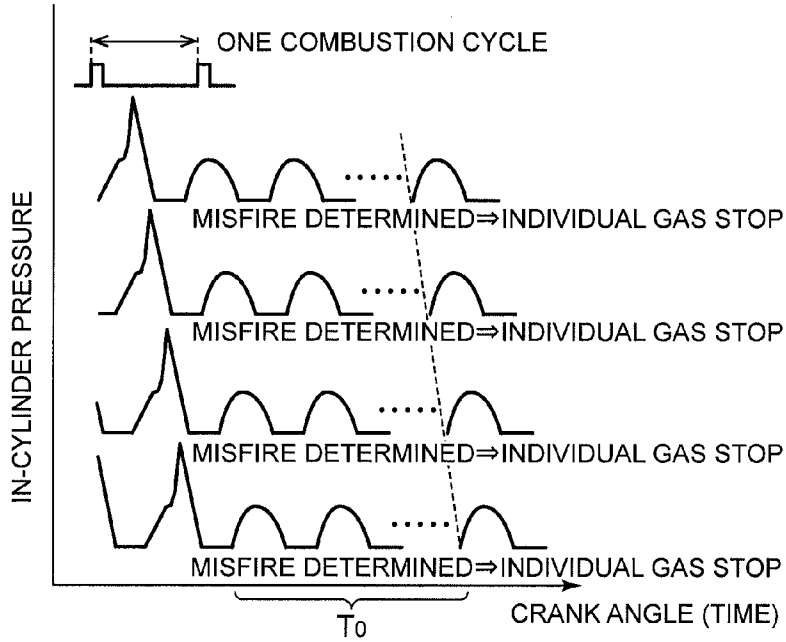 ONE COMBUSTION CYCLE
MISFIRE DETERMINED⇒INDIVIDUAL GAS STOP
MISFIRE DETERMINED⇒INDIVIDUAL GAS STOP
MISFIRE DETERMINED⇒INDIVIDUAL GAS STOP
MISFIRE DETERMINED⇒INDIVIDUAL GAS STOP
IN-CYLINDER PRESSURE
T0
CRANK ANGLE (TIME)